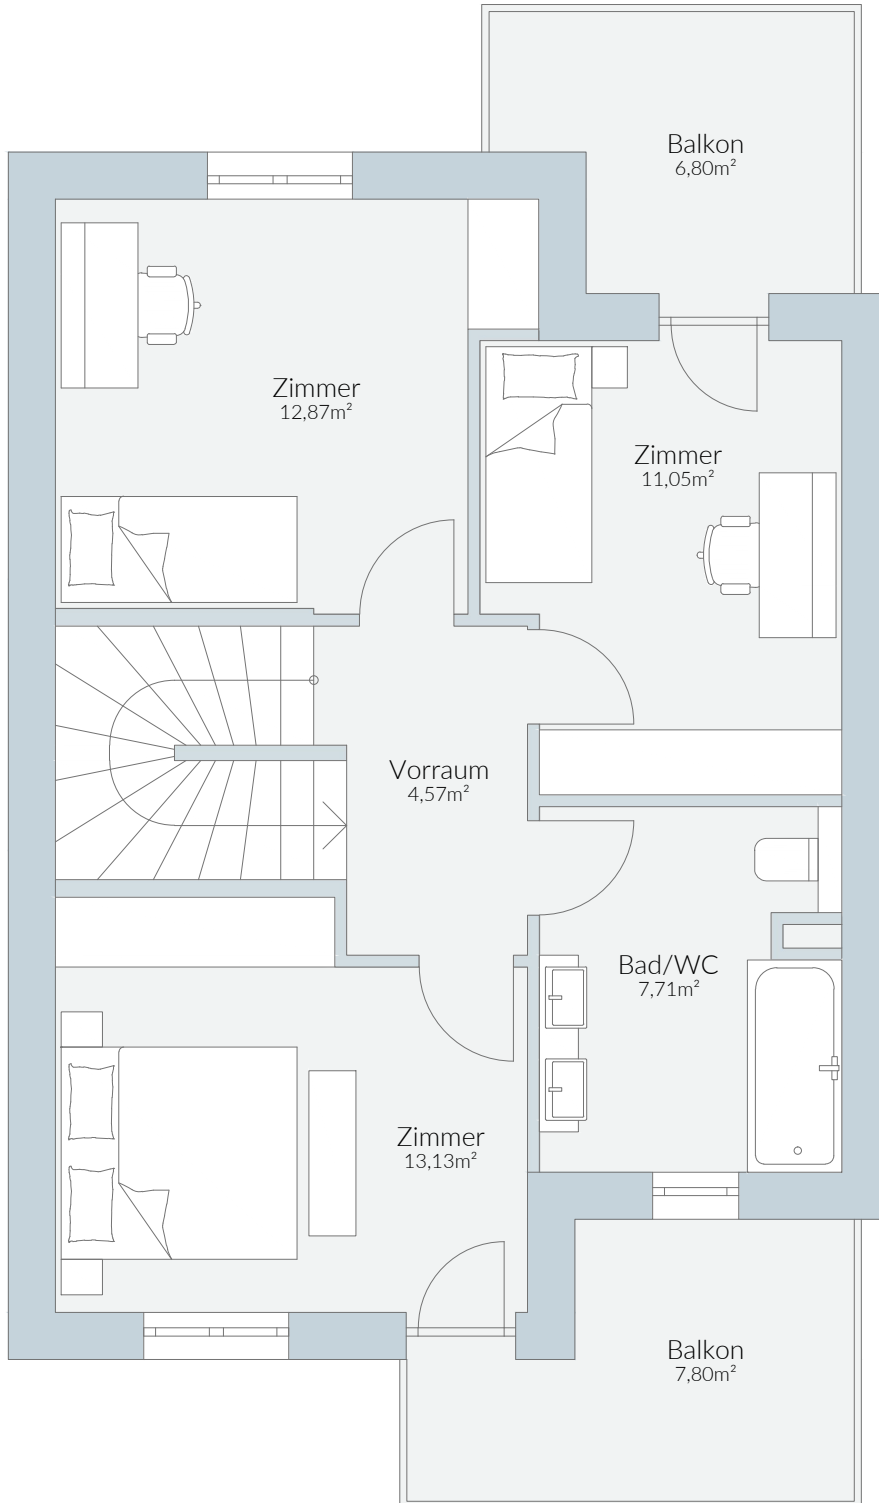 Balkon
6,80m²
Zimmer
12,87m²
Zimmer
11,05m²
Vorraum
4,57m²
Bad/WC
7,71m²
Zimmer
13,13m²
Balkon
7,80m²